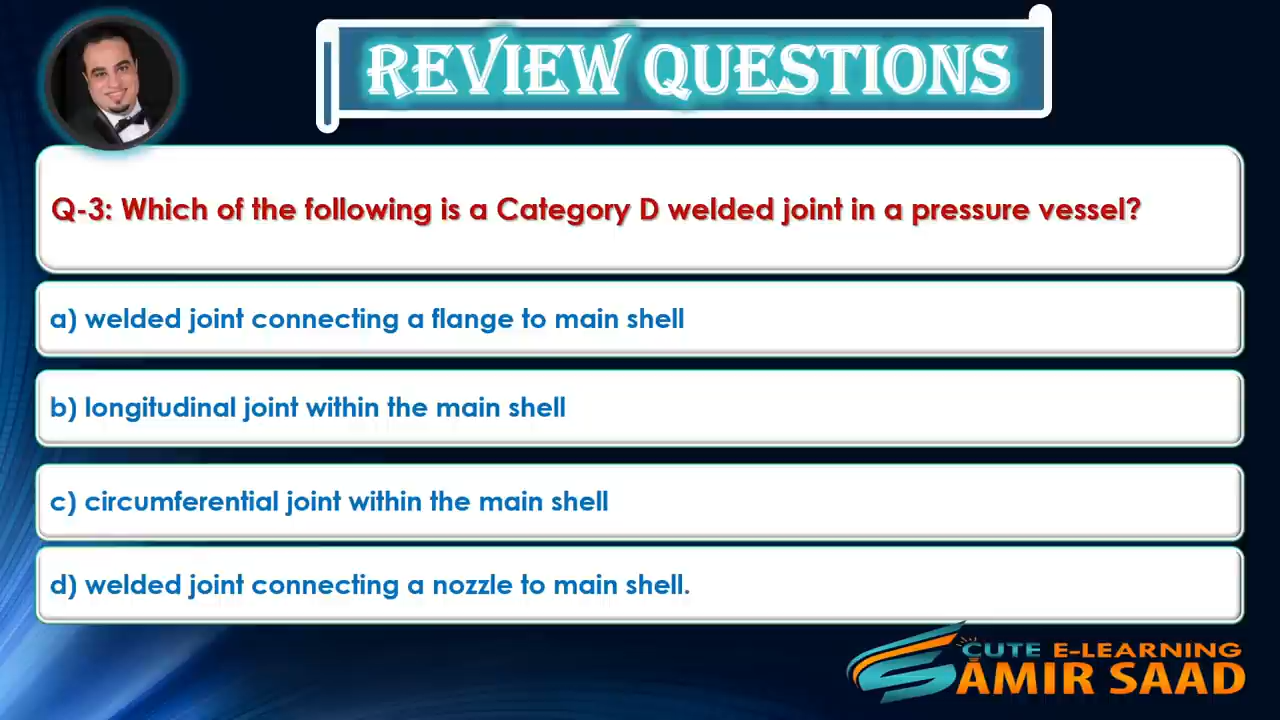 REVIEW QUESTIONS
Q-3: Which of the following is a Category D welded joint in a pressure vessel?
a) welded joint connecting a flange to main shell
b) longitudinal joint within the main shell
c) circumferential joint within the main shell
d) welded joint connecting a nozzle to main shell.
CUTE E-LEARNING
AMIR SAAD